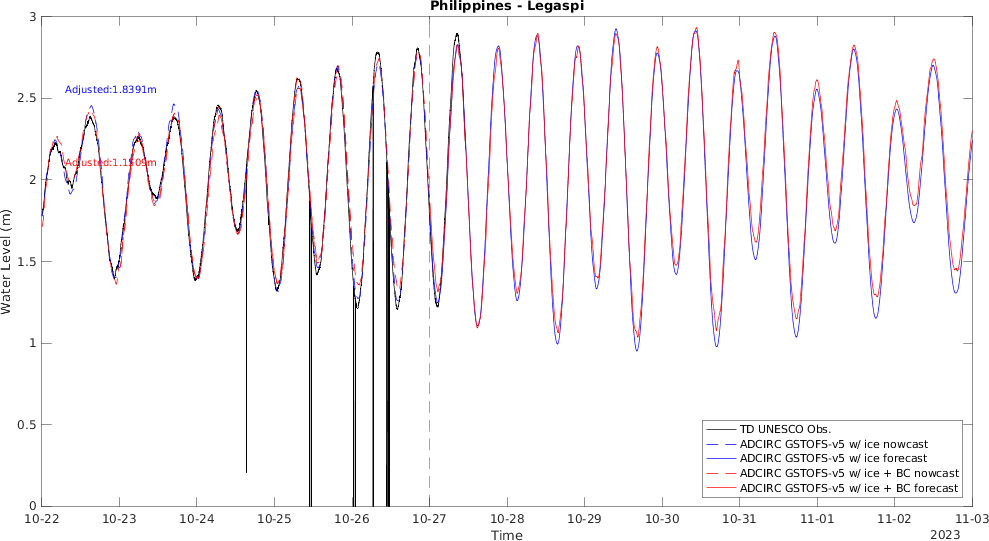 Philippines - Legaspi
3
2.5
2
1.5
1
0.5
0
Water Level (m)
Adjusted:1.8391m
Adjusted:1.1509m
TD UNESCO Obs.
ADCIRC GSTOFS-v5 w/ ice nowcast
ADCIRC GSTOFS-v5 w/ ice forecast
ADCIRC GSTOFS-v5 w/ ice + BC nowcast
ADCIRC GSTOFS-v5 w/ ice + BC forecast
10-22 10-23 10-24 10-25 10-26 10-27 10-28 10-29 10-30 10-31 11-01 11-02 11-03
Time
2023